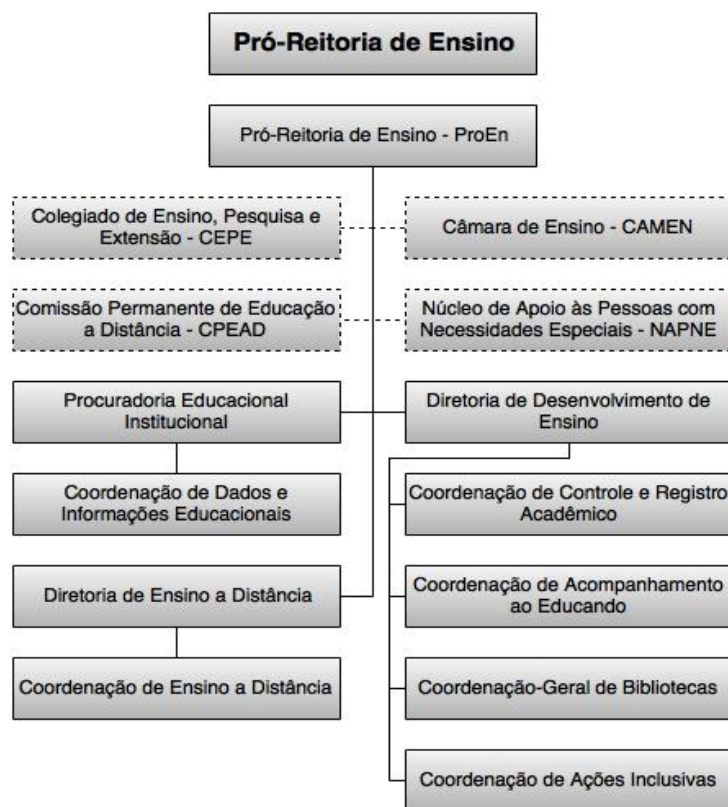 Pró-Reitoria de Ensino
Pró-Reitoria de Ensino - ProEn
Colegiado de Ensino, Pesquisa e
Extensão - CEPE
Câmara de Ensino - CAMEN
Comissão Permanente de Educação
a Distância - CPEAD
Núcleo de Apoio às Pessoas com
Necessidades Especiais - NAPNE
Procuradoria Educacional
Institucional
Diretoria de Desenvolvimento de
Ensino
Coordenação de Dados e
Informações Educacionais
Coordenação de Controle e Registro
Acadêmico
Diretoria de Ensino a Distância
Coordenação de Acompanhamento
ao Educando
Coordenação de Ensino a Distância
Coordenação-Geral de Bibliotecas
Coordenação de Ações Inclusivas